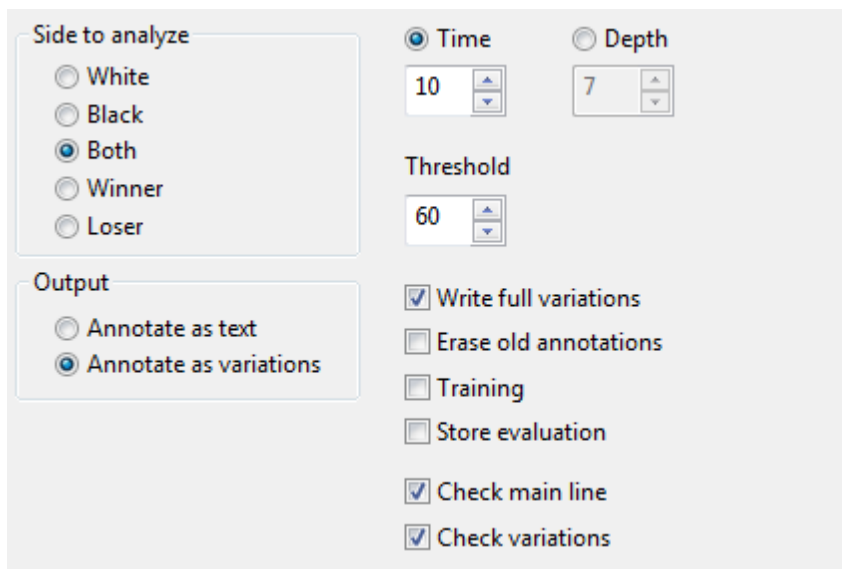 Side to analyze
White
Black
Both
Winner
Loser
Output
Annotate as text
Annotate as variations
Time
Depth
10
7
Threshold
60
Write full variations
Erase old annotations
Training
Store evaluation
Check main line
Check variations